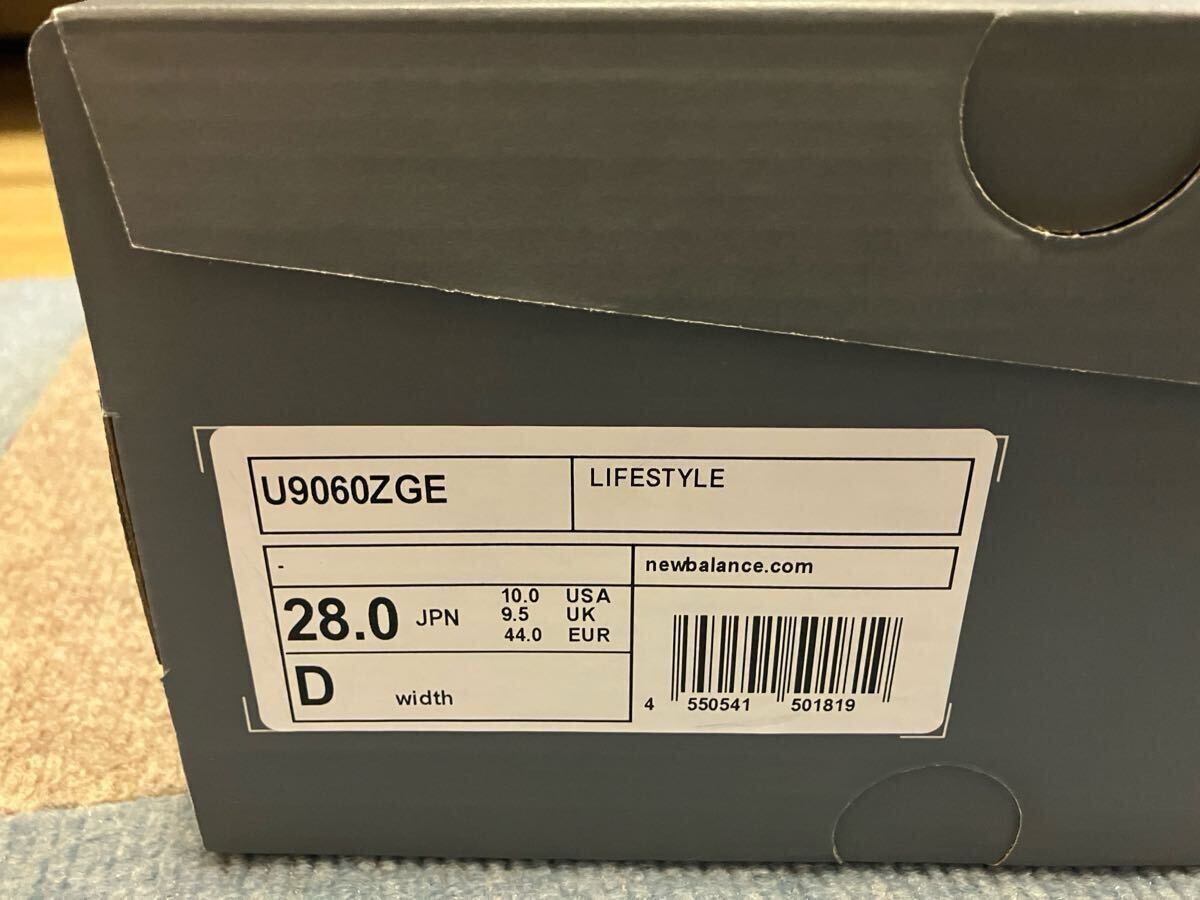 U9060ZGE
LIFESTYLE
-
newbalance.com
28.0 JPN
10.0 USA
9.5 UK
44.0 EUR
D width
4 550541 501819